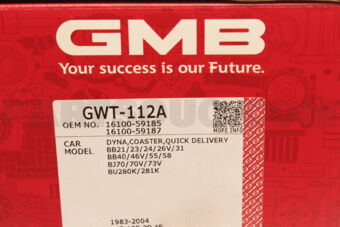 GMB
Your success is our Future.
GWT-112A
OEM NO. 16100-59185
16100-59187
CAR MODEL DYNA,COASTER,QUICK DELIVERY
BB21/23/24/26V/31
BB40/46V/55/58
BJ70/70V/73V
BU280K/281K
MORE INFO
1983-2004